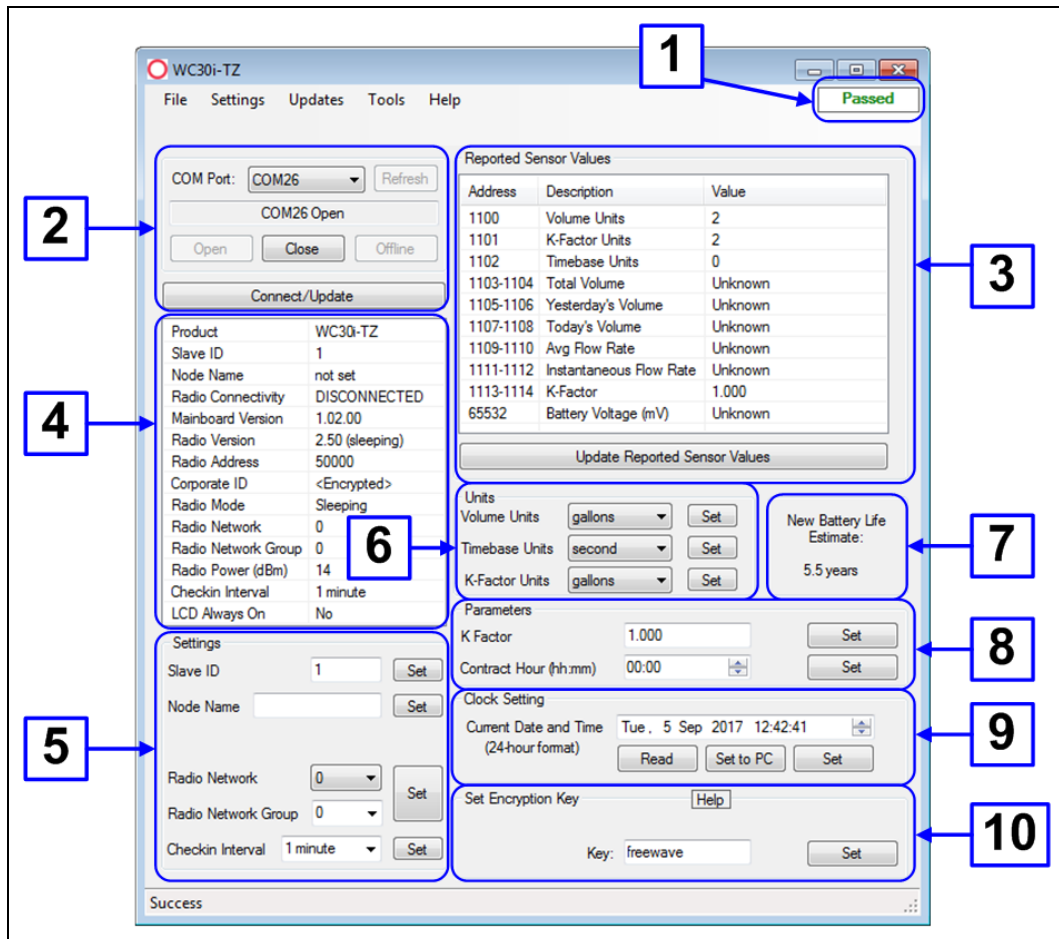 1
WC30i-TZ
File Settings Updates Tools Help
Passed
2
COM Port: COM26 Refresh
COM26 Open
Open Close Offline
Connect/Update
Reported Sensor Values
Address Description Value
1100 Volume Units 2
1101 K-Factor Units 2
1102 Timebase Units 0
1103-1104 Total Volume Unknown
1105-1106 Yesterday's Volume Unknown
1107-1108 Today's Volume Unknown
1109-1110 Avg Flow Rate Unknown
1111-1112 Instantaneous Flow Rate Unknown
1113-1114 K-Factor 1.000
65532 Battery Voltage (mV) Unknown
Update Reported Sensor Values
3
4
Product WC30i-TZ
Slave ID 1
Node Name not set
Radio Connectivity DISCONNECTED
Mainboard Version 1.02.00
Radio Version 2.50 (sleeping)
Radio Address 50000
Corporate ID <Encrypted>
Radio Mode Sleeping
Radio Network 0
Radio Network Group 0
Radio Power (dBm) 14
Checkin Interval 1 minute
LCD Always On No
6
Units
Volume Units gallons Set
Timebase Units second Set
K-Factor Units gallons Set
New Battery Life
Estimate:
5.5 years
7
5
Settings
Slave ID 1 Set
Node Name Set
Radio Network 0
Set
Radio Network Group 0
Checkin Interval 1 minute Set
Parameters
K Factor 1.000 Set
Contract Hour (hh:mm) 00:00 Set
8
Clock Setting
Current Date and Time Tue , 5 Sep 2017 12:42:41
(24-hour format)
Read Set to PC Set
9
Set Encryption Key Help
Key: freewave Set
10
Success